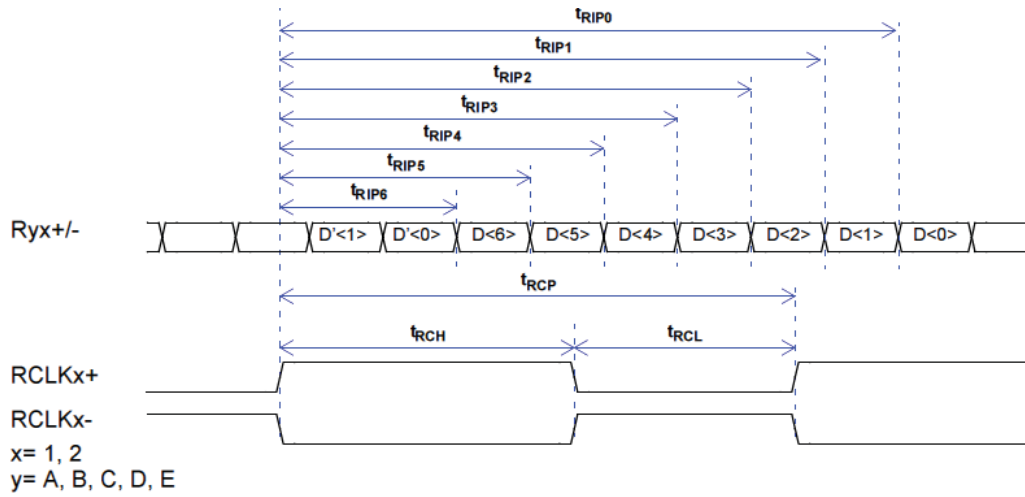 tRIP0
tRIP1
tRIP2
tRIP3
tRIP4
tRIP5
tRIP6
Ryx+/- D'<1> D'<0> D<6> D<5> D<4> D<3> D<2> D<1> D<0>
tRCP
tRCH tRCL
RCLKx+
RCLKx-
x= 1, 2
y= A, B, C, D, E